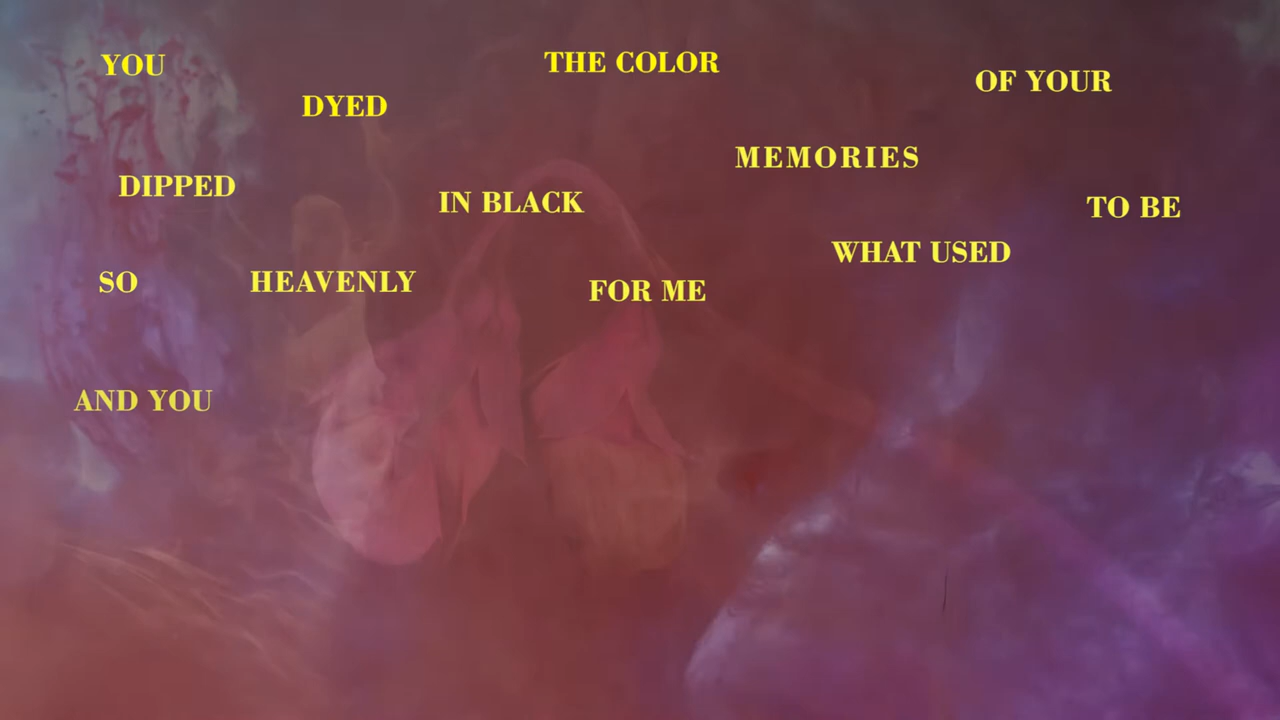 YOU DYED THE COLOR OF YOUR MEMORIES
DIPPED IN BLACK WHAT USED TO BE
SO HEAVENLY FOR ME
AND YOU